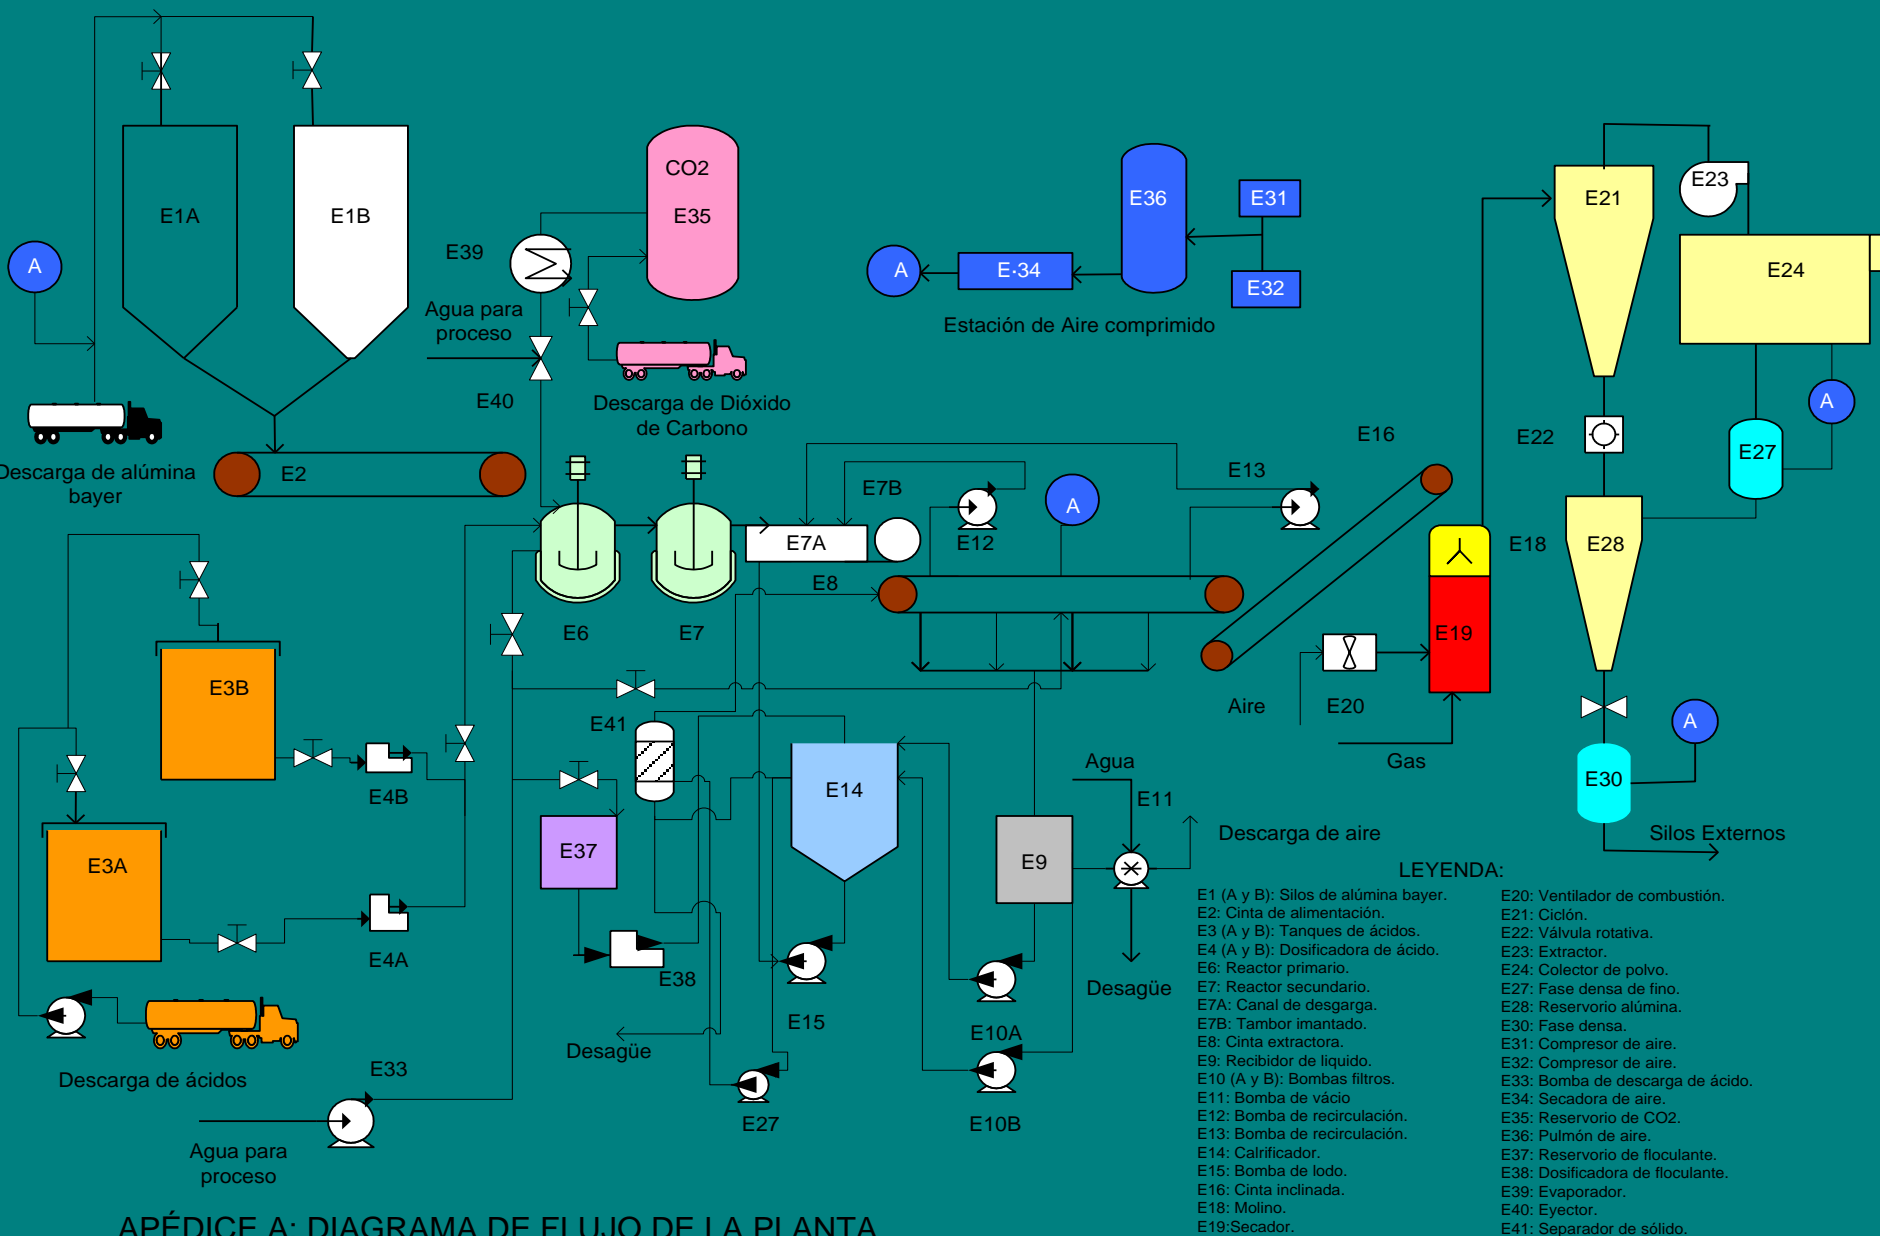 CO2
E35
E1A
E1B
E39
A
Agua para
proceso
E40
Descarga de Dióxido
de Carbono
Descarga de alúmina
bayer
E2
E36
E31
E32
E·34
A
Estación de Aire comprimido
E21
E23
E24
A
E22
E27
E16
E13
E7B
E12
A
E7A
E8
E6
E7
E18
E28
E19
E20
Aire
Gas
A
E30
Silos Externos
E3B
E4B
E3A
E4A
E41
E37
E38
E14
E15
Desagüe
E27
Agua
E11
Descarga de aire
E9
Desagüe
E10A
E10B
Descarga de ácidos
E33
Agua para
proceso
LEYENDA:
E1 (A y B): Silos de alúmina bayer.
E2: Cinta de alimentación.
E3 (A y B): Tanques de ácidos.
E4 (A y B): Dosificadora de ácido.
E6: Reactor primario.
E7: Reactor secundario.
E7A: Canal de desgarga.
E7B: Tambor imantado.
E8: Cinta extractora.
E9: Recibidor de liquido.
E10 (A y B): Bombas filtros.
E11: Bomba de vácio
E12: Bomba de recirculación.
E13: Bomba de recirculación.
E14: Calrificador.
E15: Bomba de lodo.
E16: Cinta inclinada.
E18: Molino.
E19:Secador.
E20: Ventilador de combustión.
E21: Ciclón.
E22: Válvula rotativa.
E23: Extractor.
E24: Colector de polvo.
E27: Fase densa de fino.
E28: Reservorio alúmina.
E30: Fase densa.
E31: Compresor de aire.
E32: Compresor de aire.
E33: Bomba de descarga de ácido.
E34: Secadora de aire.
E35: Reservorio de CO2.
E36: Pulmón de aire.
E37: Reservorio de floculante.
E38: Dosificadora de floculante.
E39: Evaporador.
E40: Eyector.
E41: Separador de sólido.
APÉDICE A: DIAGRAMA DE FLUJO DE LA PLANTA